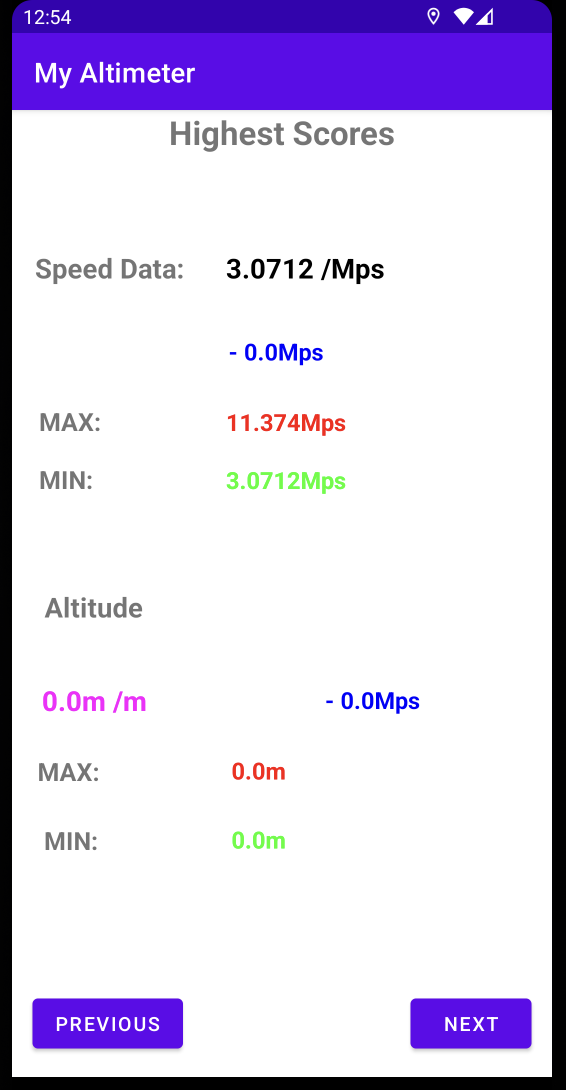 12:54
My Altimeter
Highest Scores
Speed Data: 3.0712 /Mps
- 0.0Mps
MAX: 11.374Mps
MIN: 3.0712Mps
Altitude
0.0m /m - 0.0Mps
MAX: 0.0m
MIN: 0.0m
PREVIOUS NEXT